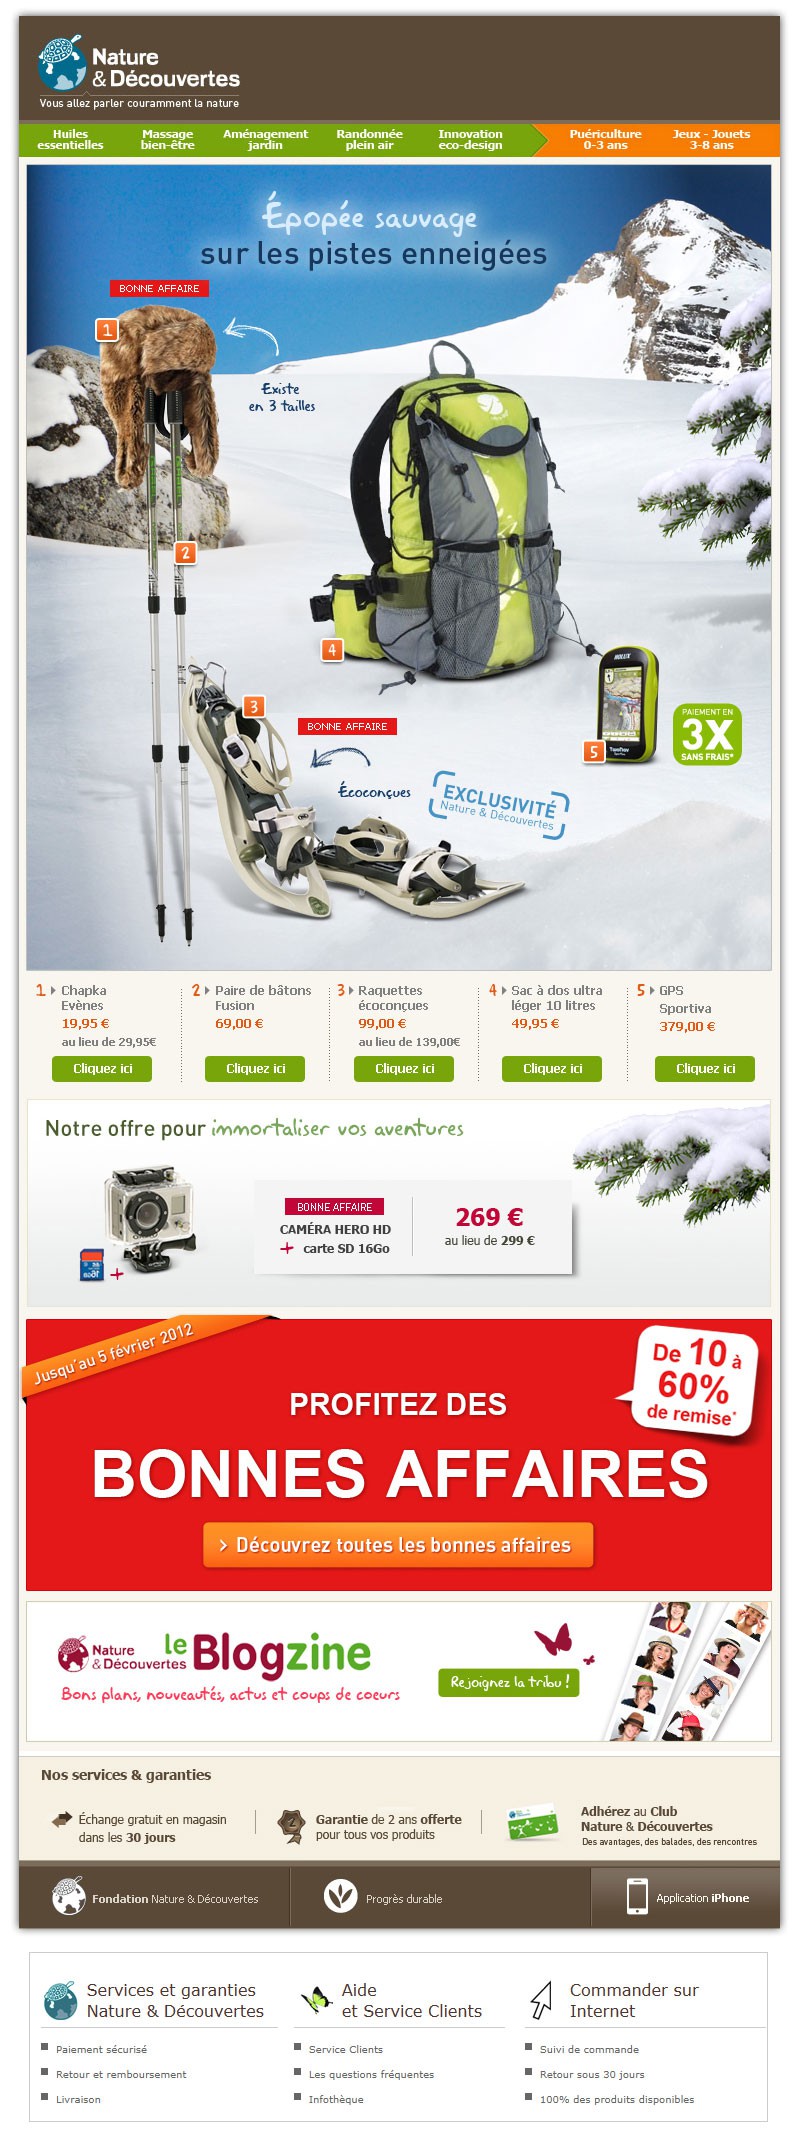 Nature
& Découvertes
Vous allez parler couramment la nature
Huiles essentielles
Massage bien-être
Aménagement jardin
Randonnée plein air
Innovation eco-design
Puériculture 0-3 ans
Jeux - Jouets 3-8 ans
Épopée sauvage
sur les pistes enneigées
BONNE AFFAIRE
1
Existe
en 3 tailles
2
4
HOLUX
3
BONNE AFFAIRE
PAIEMENT EN
3X
SANS FRAIS*
5
TwoNav
Écoconçues
EXCLUSIVITÉ
Nature & Découvertes
1 Chapka
Evènes
19,95 €
au lieu de 29,95€
Cliquez ici
2 Paire de bâtons
Fusion
69,00 €
Cliquez ici
3 Raquettes
écoconçues
99,00 €
au lieu de 139,00€
Cliquez ici
4 Sac à dos ultra
léger 10 litres
49,95 €
Cliquez ici
5 GPS
Sportiva
379,00 €
Cliquez ici
Notre offre pour immortaliser vos aventures
BONNE AFFAIRE
CAMÉRA HERO HD
+ carte SD 16Go
269 €
au lieu de 299 €
Jusqu'au 5 février 2012
De 10 à
60%
de remise*
PROFITEZ DES
BONNES AFFAIRES
> Découvrez toutes les bonnes affaires
Nature
& Découvertes
le Blogzine
Bons plans, nouveautés, actus et coups de coeurs
Rejoignez la tribu !
Nos services & garanties
Échange gratuit en magasin
dans les 30 jours
2
Garantie de 2 ans offerte
pour tous vos produits
Adhérez au Club
Nature & Découvertes
Des avantages, des balades, des rencontres
Fondation Nature & Découvertes
Progrès durable
Application iPhone
Services et garanties
Nature & Découvertes
Paiement sécurisé
Retour et remboursement
Livraison
Aide
et Service Clients
Service Clients
Les questions fréquentes
Infothèque
Commander sur
Internet
Suivi de commande
Retour sous 30 jours
100% des produits disponibles